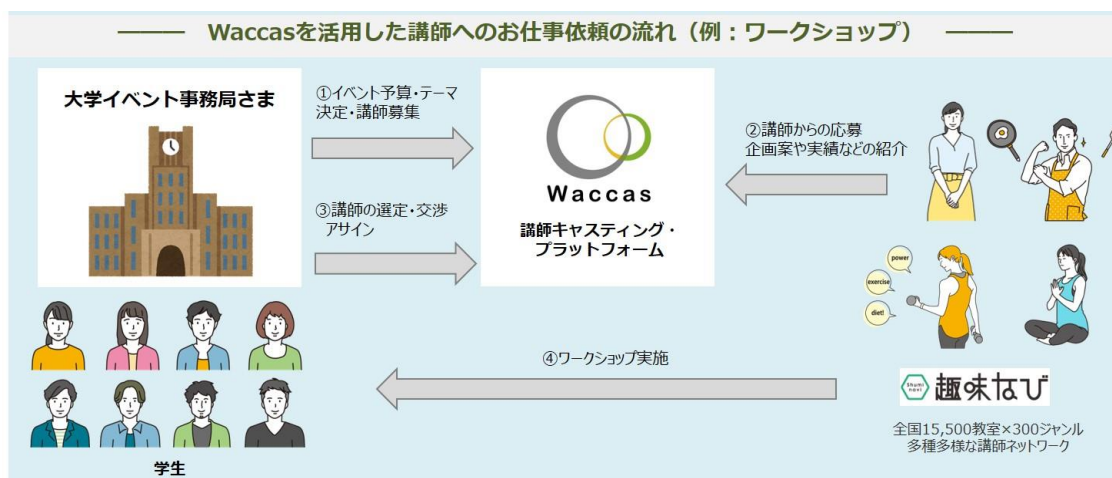 Waccasを活用した講師へのお仕事依頼の流れ（例：ワークショップ）
大学イベント事務局さま
①イベント予算・テーマ
決定・講師募集
Waccas
講師キャスティング・
プラットフォーム
②講師からの応募
企画案や実績などの紹介
③講師の選定・交渉
アサイン
power
exercise
diet!
④ワークショップ実施
学生
shumi
navi
趣味なび
全国15,500教室×300ジャンル
多種多様な講師ネットワーク